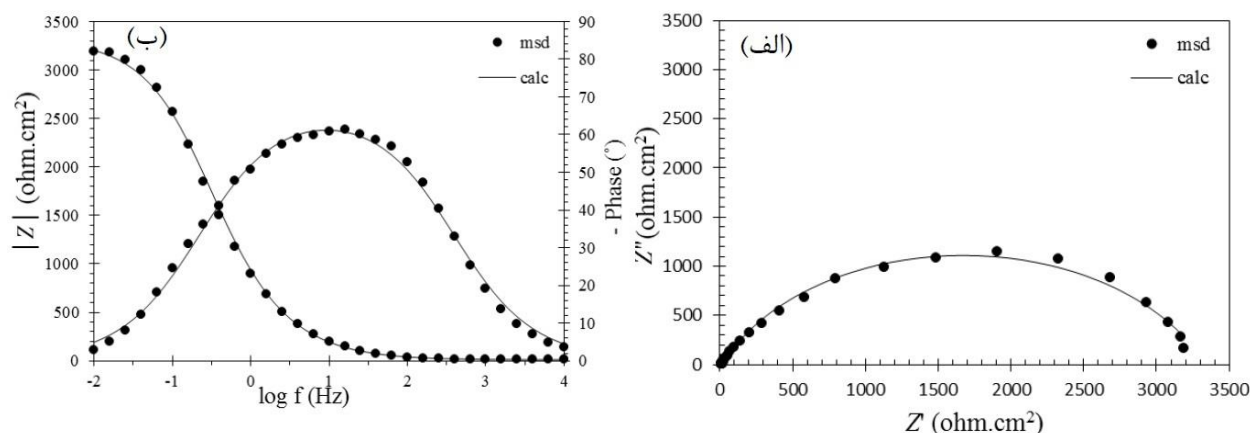 (ب)
msd
calc
3500
3000
2500
2000
1500
1000
500
0
|Z| (ohm.cm²)
90
80
70
60
50
40
30
20
10
0
- Phase (°)
-2 -1 0 1 2 3 4
log f (Hz)
(الف)
msd
calc
3500
3000
2500
2000
1500
1000
500
0
Z" (ohm.cm²)
0 500 1000 1500 2000 2500 3000 3500
Z' (ohm.cm²)